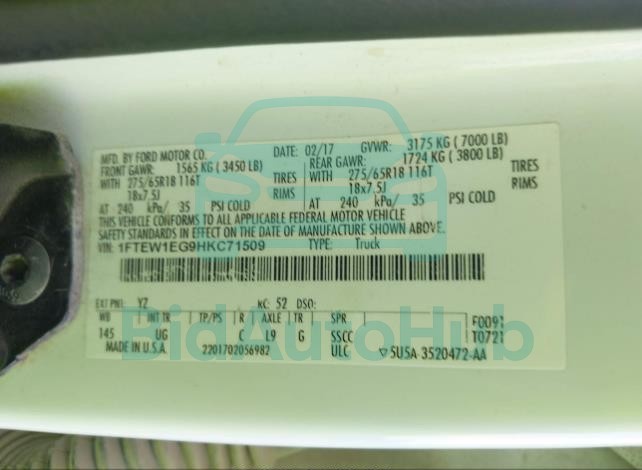 MFD. BY FORD MOTOR CO.
DATE: 02/17 GVWR: 3175 KG ( 7000 LB)
FRONT GAWR: 1565 KG ( 3450 LB)
REAR GAWR: 1724 KG ( 3800 LB)
WITH 275/65R18 116T TIRES
WITH 275/65R18 116T TIRES
18x7.5J RIMS
18x7.5J RIMS
AT 240 kPa/ 35 PSI COLD
AT 240 kPa/ 35 PSI COLD
THIS VEHICLE CONFORMS TO ALL APPLICABLE FEDERAL MOTOR VEHICLE
SAFETY STANDARDS IN EFFECT ON THE DATE OF MANUFACTURE SHOWN ABOVE.
VIN: 1FTEW1EG9HKC71509 TYPE: Truck
EXT PNT: YZ RC: 52 DSO:
WB INT TR TP/PS R AXLE TR SPR
F0091
145 UG C L9 G SSCC
T0721
MADE IN U.S.A. 2201702056982 ULC
5U5A 3520472-AA
BidAutoHub